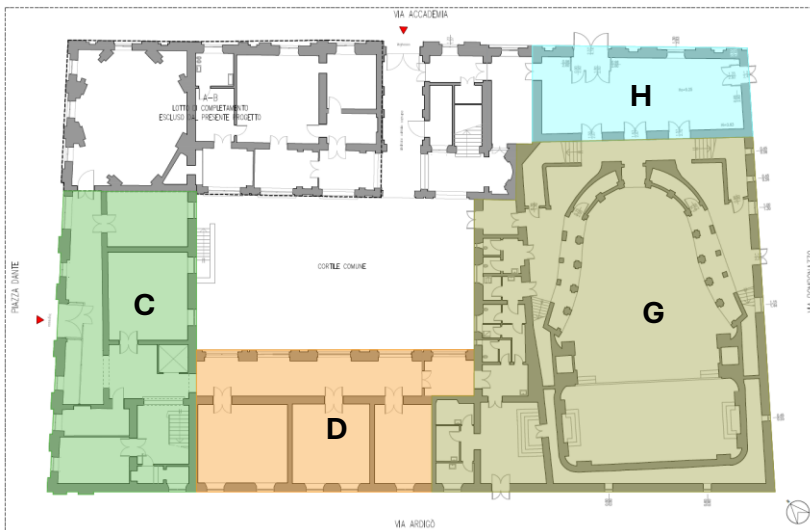 VIA ACCADEMIA
H
A-B
LOTTO DI COMPLETAMENTO
ESCLUSO DAL PRESENTE PROGETTO
PIAZZA DANTE
C
CORTILE COMUNE
G
D
VIA ARDIGÒ